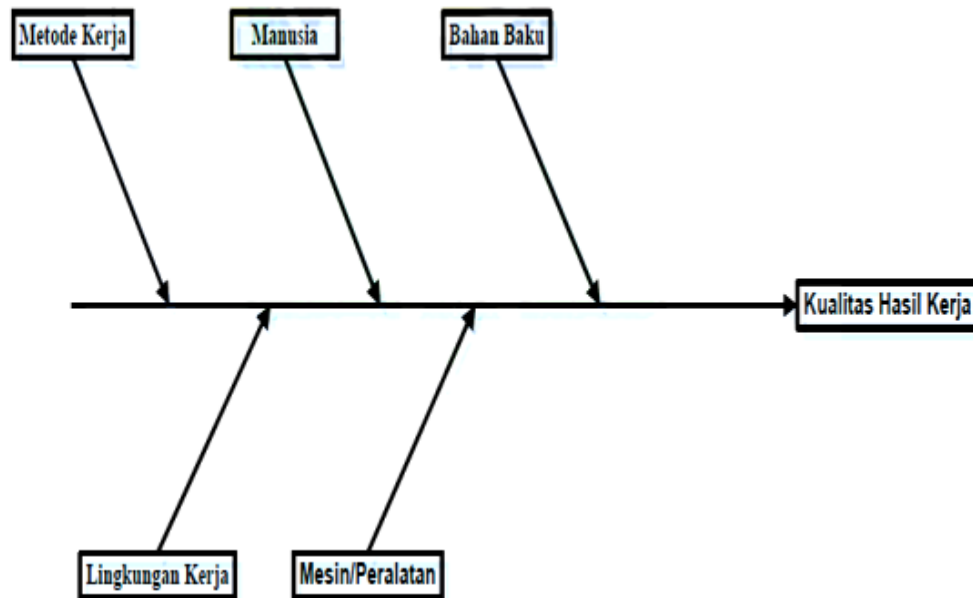 Metode Kerja
Manusia
Bahan Baku
Kualitas Hasil Kerja
Lingkungan Kerja
Mesin/Peralatan